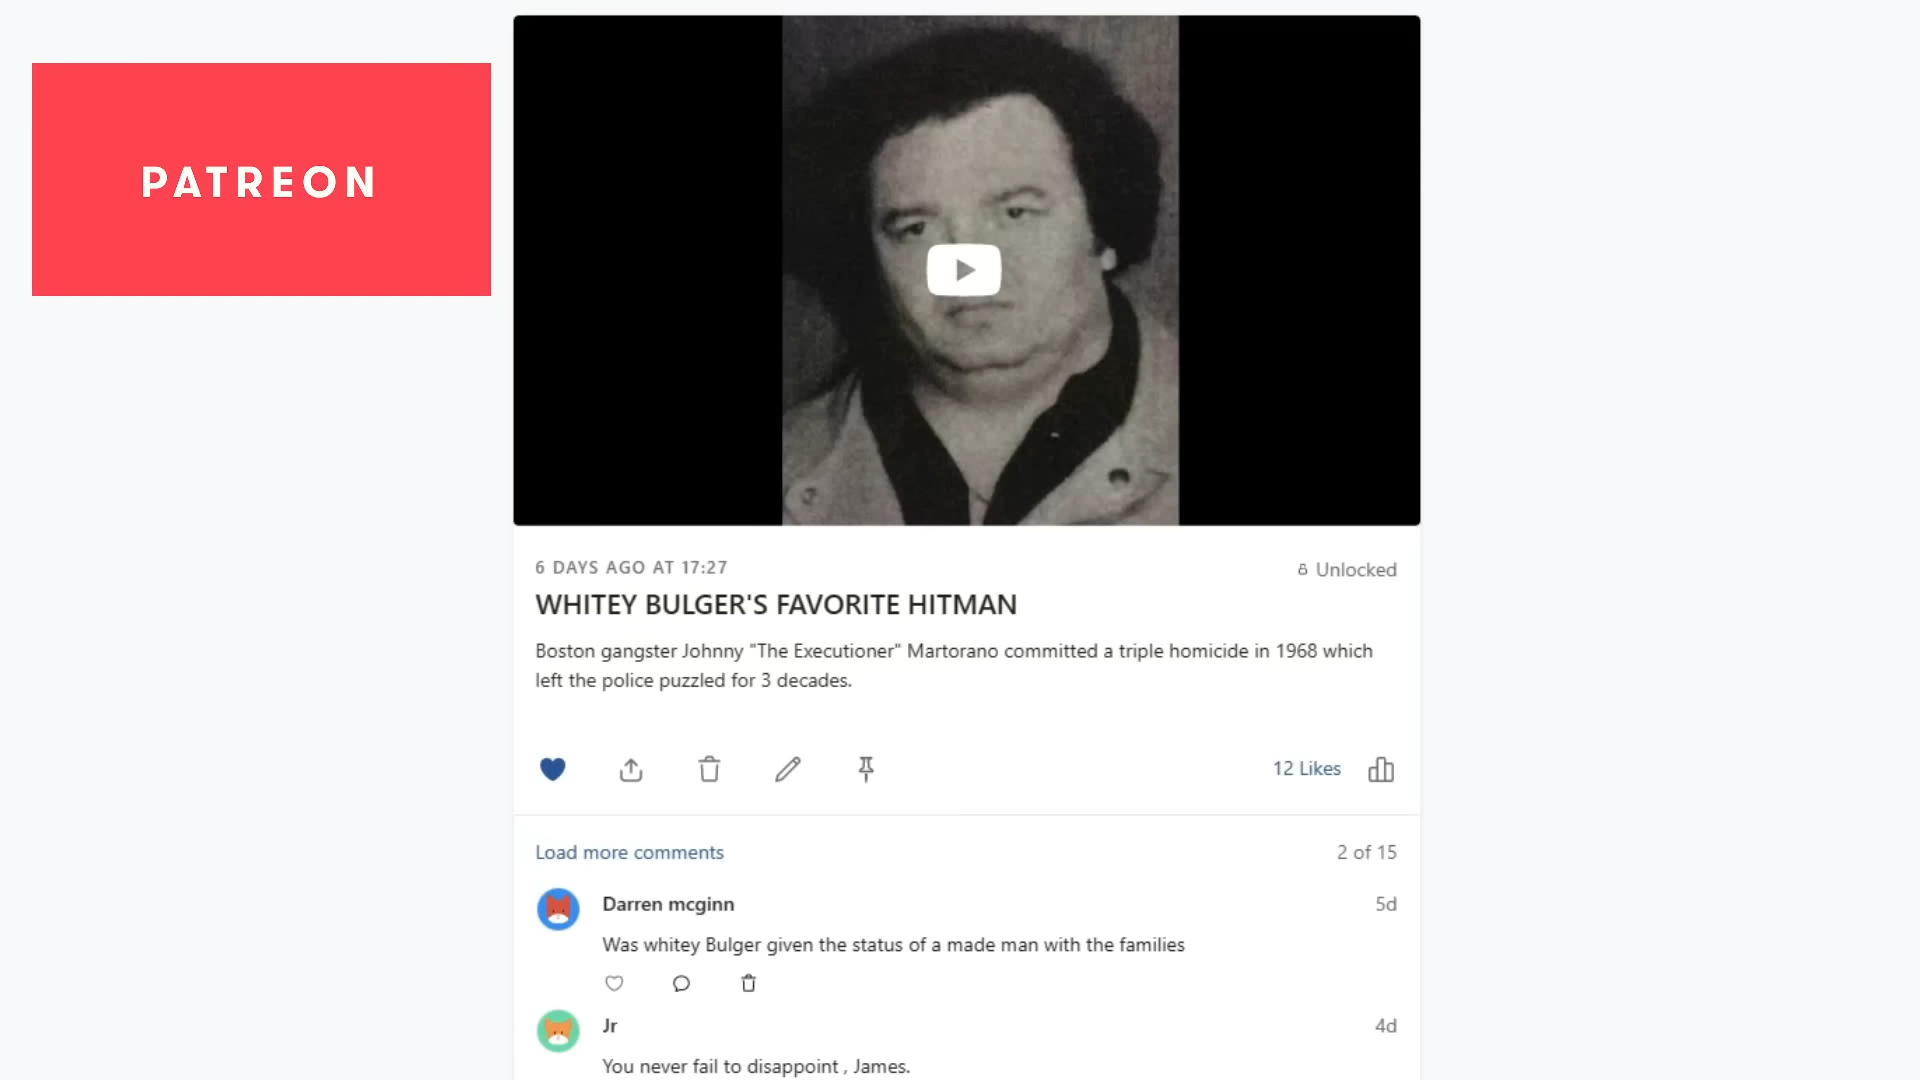 PATREON
6 DAYS AGO AT 17:27
Unlocked
WHITEY BULGER'S FAVORITE HITMAN
Boston gangster Johnny "The Executioner" Martorano committed a triple homicide in 1968 which
left the police puzzled for 3 decades.
12 Likes
Load more comments
2 of 15
Darren mcginn
5d
Was whitey Bulger given the status of a made man with the families
Jr
4d
You never fail to disappoint , James.